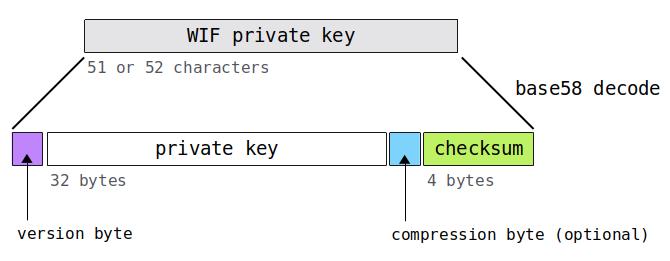 WIF private key
51 or 52 characters
base58 decode
private key
checksum
32 bytes
4 bytes
version byte
compression byte (optional)